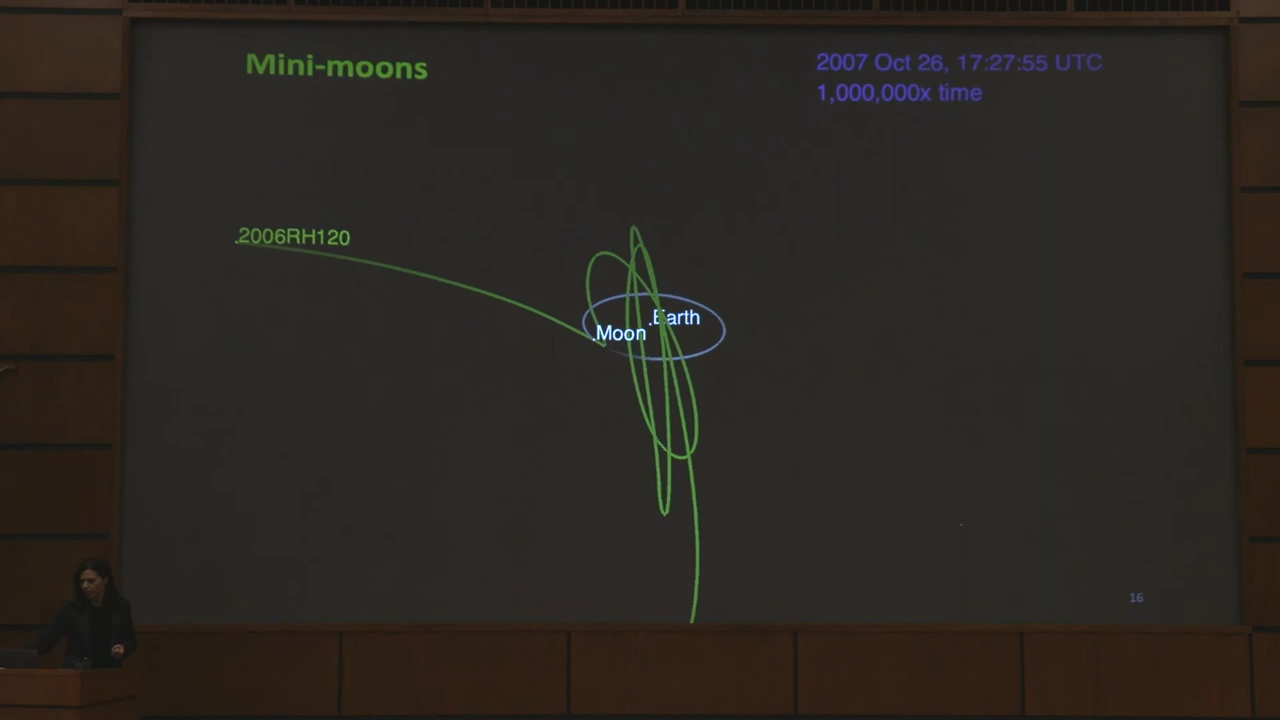 Mini-moons
2007 Oct 26, 17:27:55 UTC
1,000,000x time
2006RH120
Earth
Moon
16